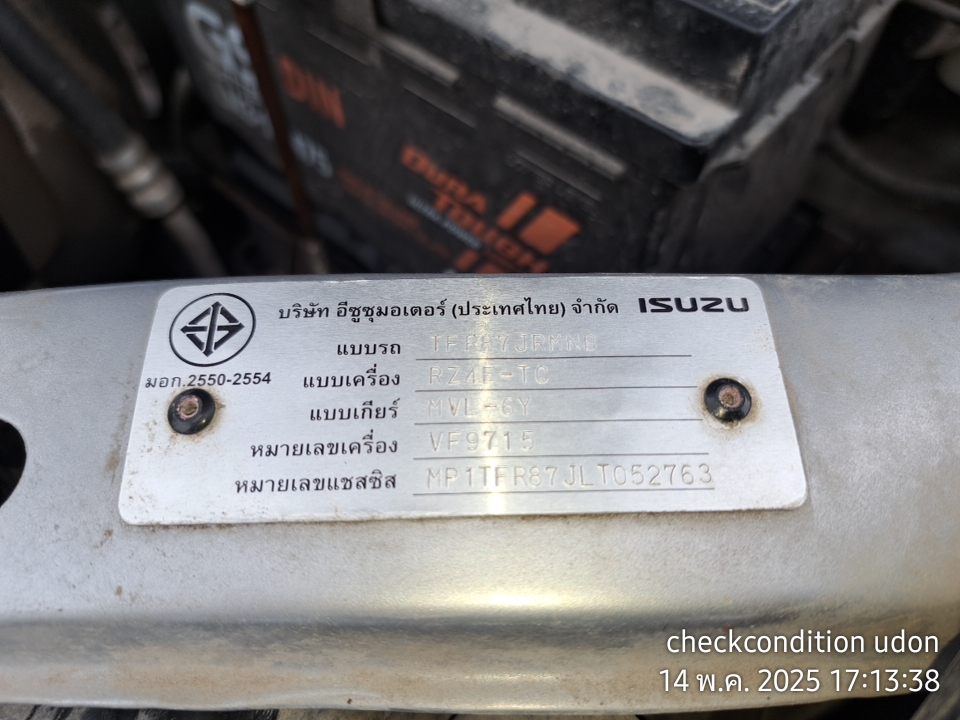 DIN
DURA
TOUGH
บริษัท อีซูซุมอเตอร์ (ประเทศไทย) จำกัด ISUZU
แบบรถ TFR87JRMNE
มอก.2550-2554
แบบเครื่อง RZ4E-TC
แบบเกียร์ MVL-6Y
หมายเลขเครื่อง VF9715
หมายเลขแชสซิส MP1TFR87JLT052763
checkcondition udon
14 พ.ค. 2025 17:13:38